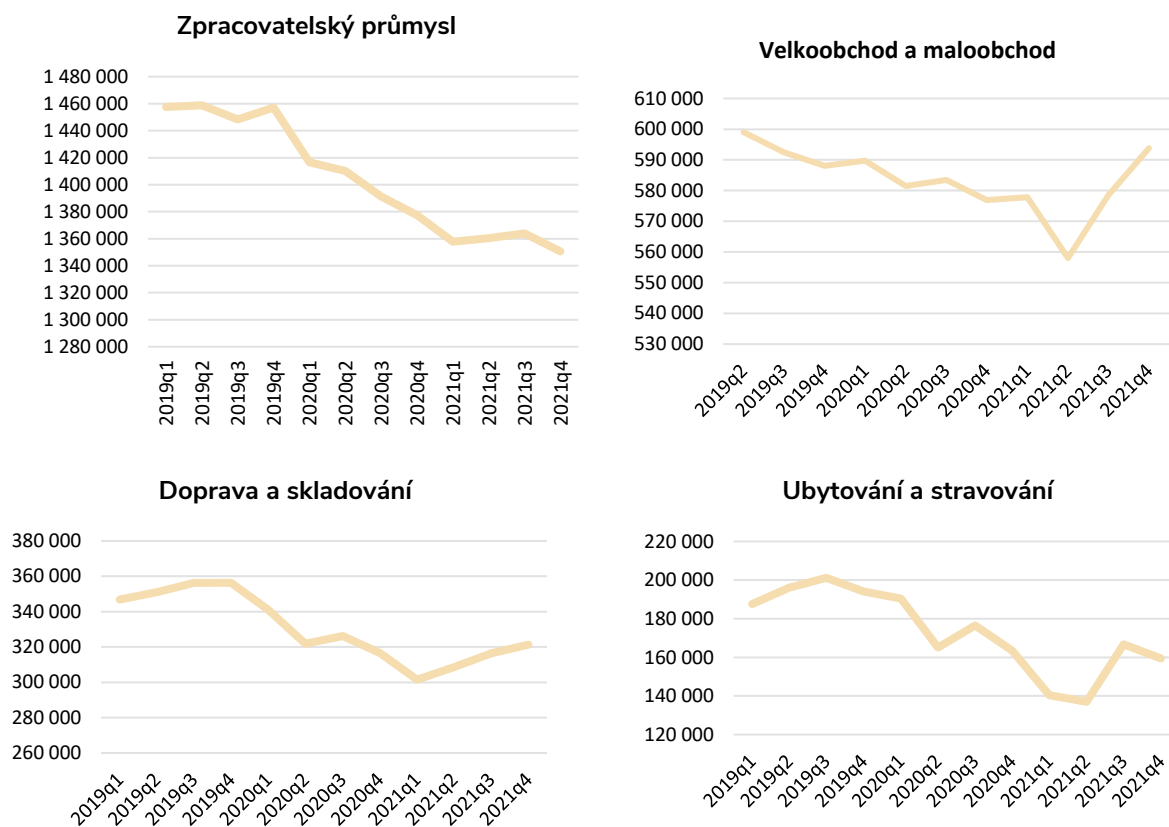 Zpracovatelský průmysl
1 480 000
1 460 000
1 440 000
1 420 000
1 400 000
1 380 000
1 360 000
1 340 000
1 320 000
1 300 000
1 280 000
2019q1
2019q2
2019q3
2019q4
2020q1
2020q2
2020q3
2020q4
2021q1
2021q2
2021q3
2021q4
Velkoobchod a maloobchod
610 000
600 000
590 000
580 000
570 000
560 000
550 000
540 000
530 000
2019q2
2019q3
2019q4
2020q1
2020q2
2020q3
2020q4
2021q1
2021q2
2021q3
2021q4
Doprava a skladování
380 000
360 000
340 000
320 000
300 000
280 000
260 000
2019q1
2019q2
2019q3
2019q4
2020q1
2020q2
2020q3
2020q4
2021q1
2021q2
2021q3
2021q4
Ubytování a stravování
220 000
200 000
180 000
160 000
140 000
120 000
2019q1
2019q2
2019q3
2019q4
2020q1
2020q2
2020q3
2020q4
2021q1
2021q2
2021q3
2021q4